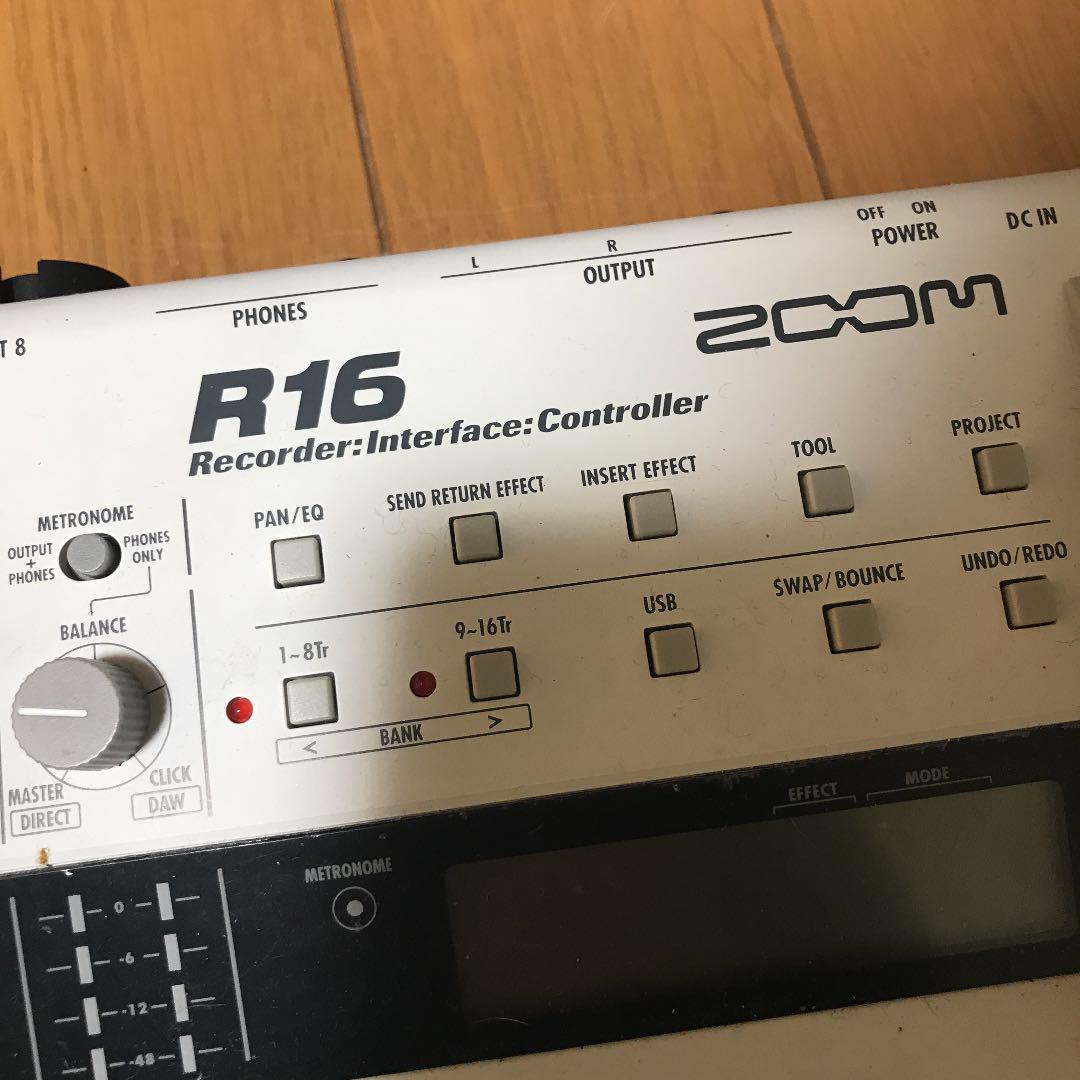 OFF ON
POWER
DC IN
L R
OUTPUT
PHONES
T 8
ZOOM
R16
Recorder:Interface:Controller
METRONOME
OUTPUT
+
PHONES
PHONES
ONLY
BALANCE
MASTER
DIRECT
CLICK
DAW
PAN/EQ
SEND RETURN EFFECT
INSERT EFFECT
TOOL
PROJECT
1~8Tr
9~16Tr
< BANK >
USB
SWAP/BOUNCE
UNDO/REDO
EFFECT
MODE
METRONOME
0
-6
-12
-48